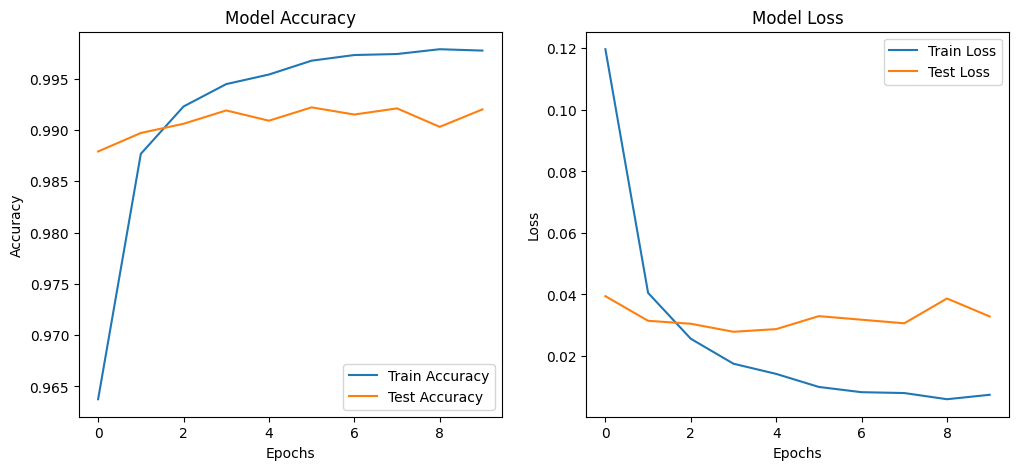 Model Accuracy
0.995
0.990
0.985
0.980
0.975
0.970
0.965
Accuracy
Train Accuracy
Test Accuracy
0 2 4 6 8
Epochs
Model Loss
0.12
0.10
0.08
0.06
0.04
0.02
Loss
Train Loss
Test Loss
0 2 4 6 8
Epochs